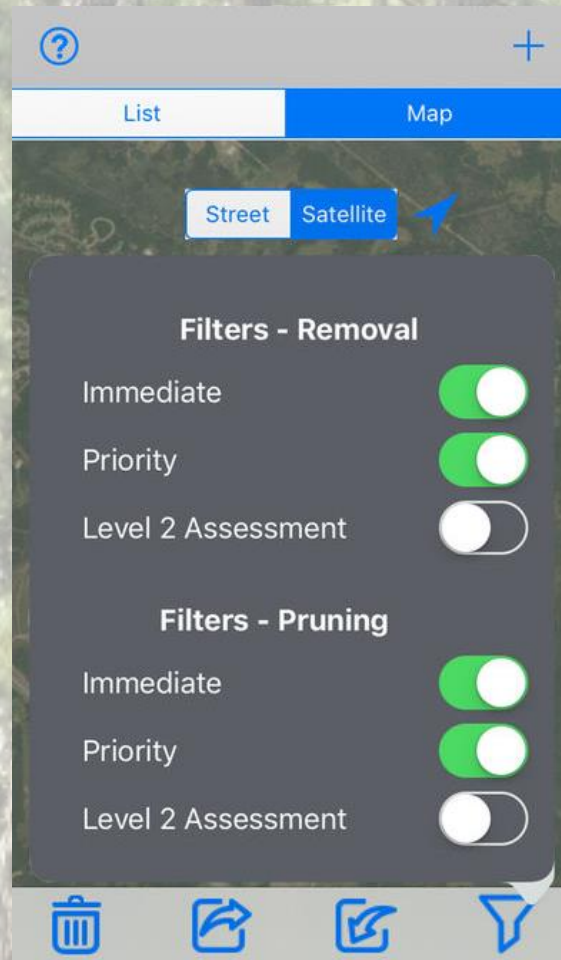 ?
List Map
Street Satellite
Filters - Removal
Immediate
Priority
Level 2 Assessment
Filters - Pruning
Immediate
Priority
Level 2 Assessment